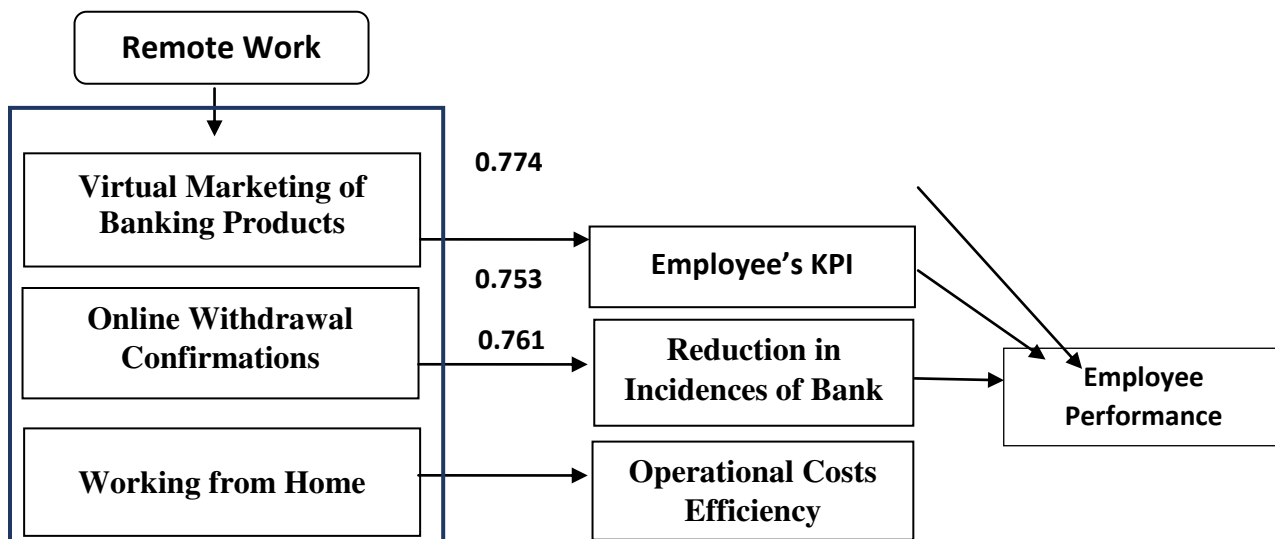 Remote Work
Virtual Marketing of
Banking Products
0.774
Employee’s KPI
0.753
Online Withdrawal
Confirmations
0.761
Reduction in
Incidences of Bank
Employee
Performance
Working from Home
Operational Costs
Efficiency